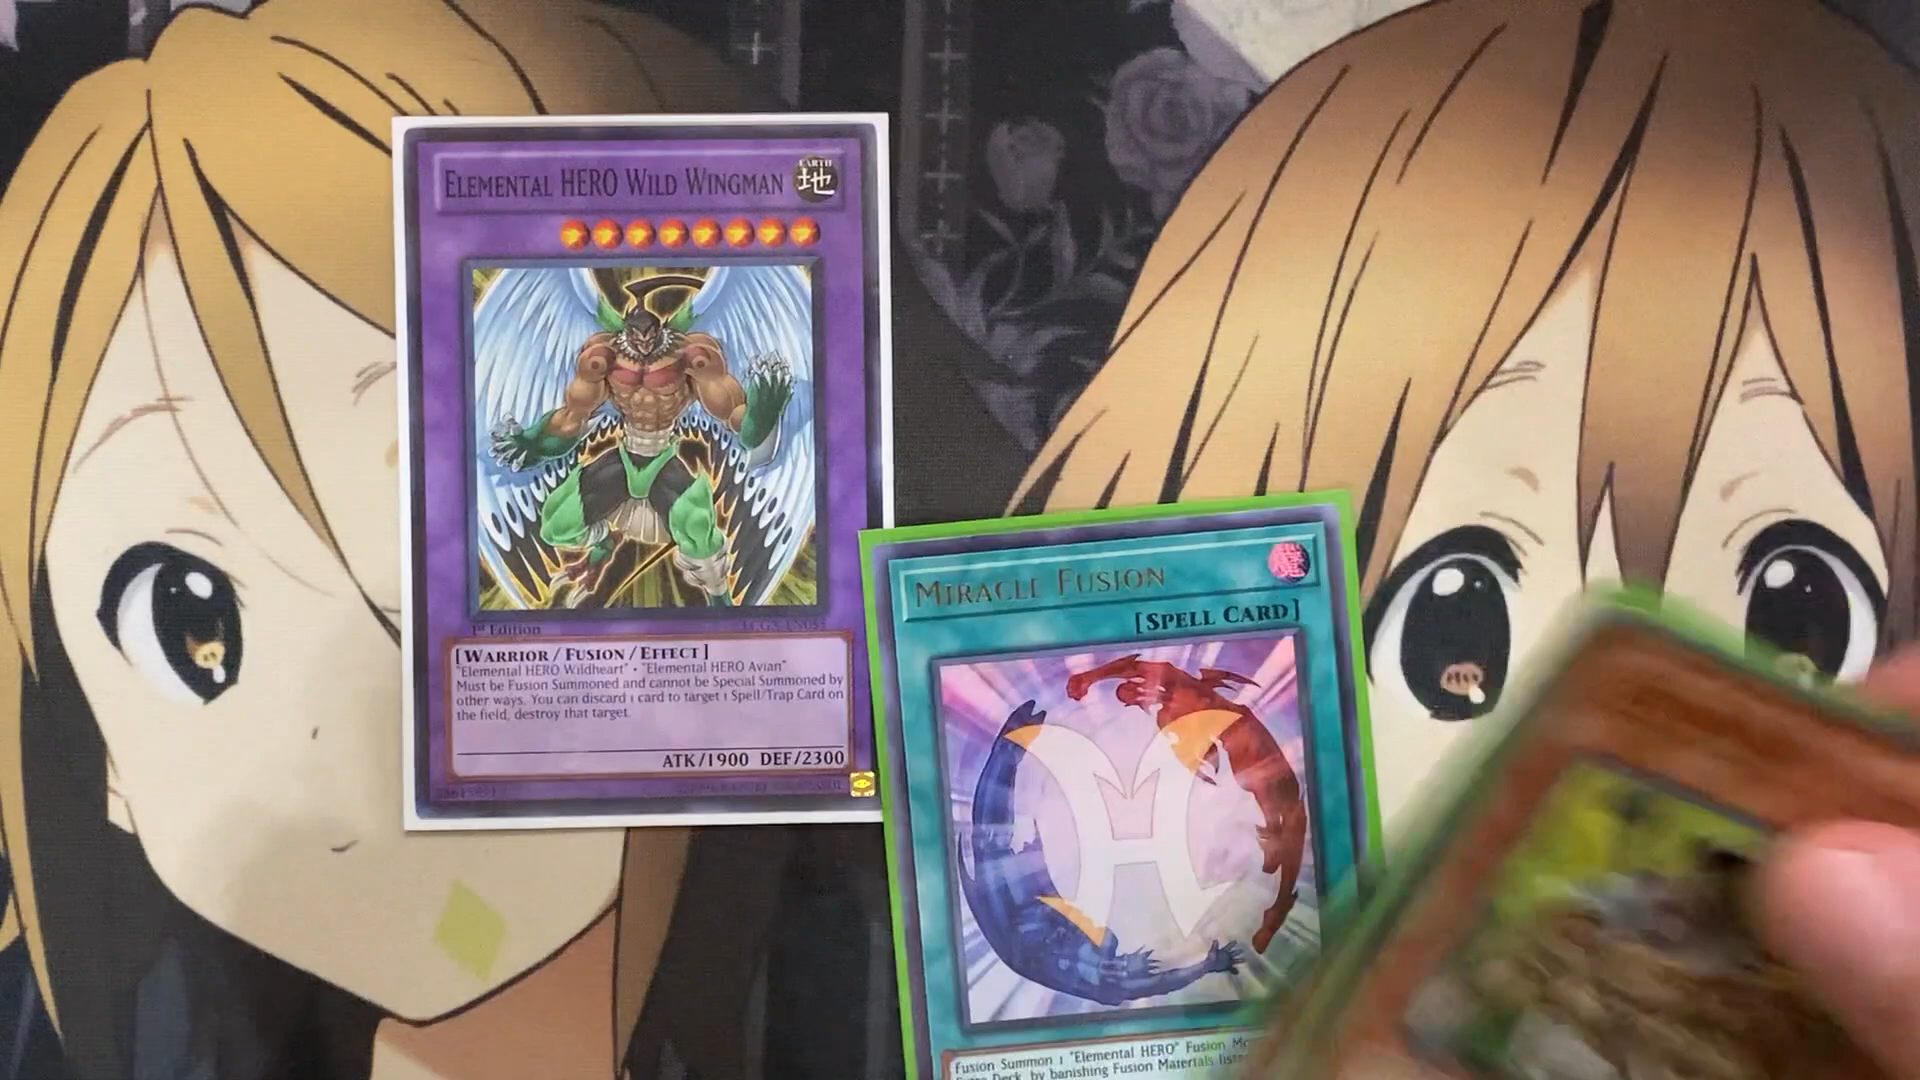 ELEMENTAL HERO WILD WINGMAN
EARTH
地
1st Edition
[WARRIOR / FUSION / EFFECT]
"Elemental HERO Wildheart" • "Elemental HERO Avian"
Must be Fusion Summoned and cannot be Special Summoned by
other ways. You can discard 1 card to target 1 Spell/Trap Card on
the field, destroy that target.
ATK/1900 DEF/2300
MIRACLE FUSION
魔
[SPELL CARD]
Fusion Summon 1 "Elemental HERO" Fusion
Deck, by banishing Fusion Materials